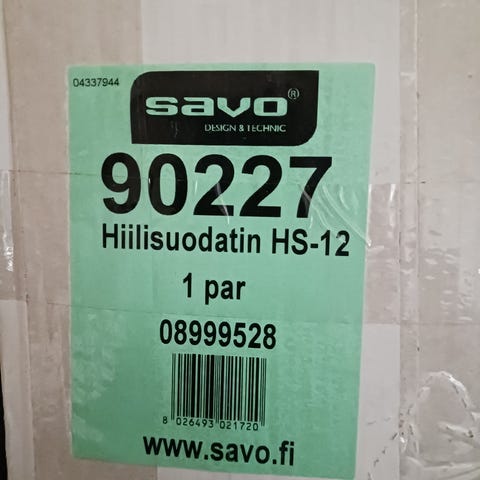 04337944
savo®
DESIGN & TECHNIC
90227
Hiilisuodatin HS-12
1 par
08999528
8 026493 021720
www.savo.fi